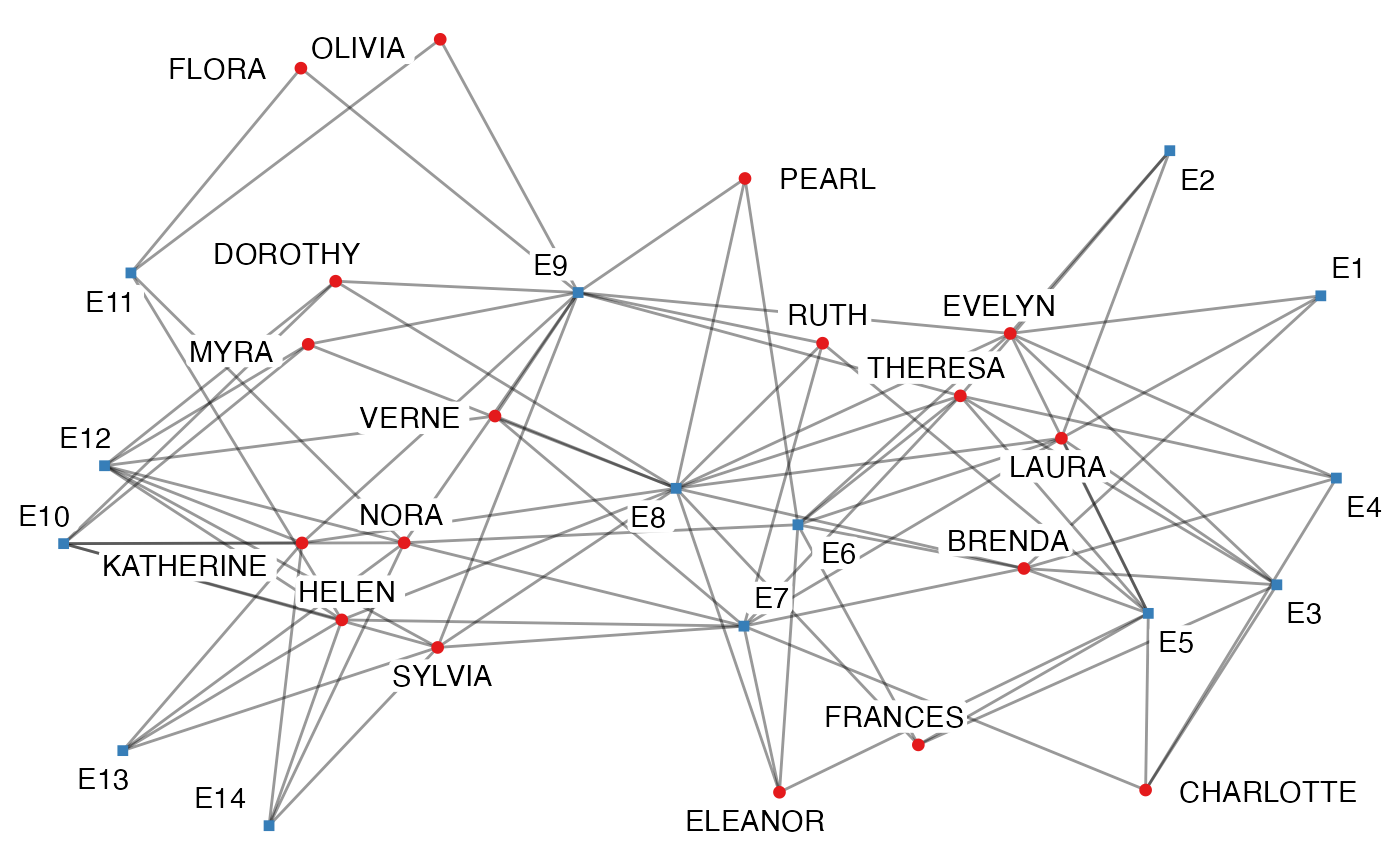 OLIVIA
FLORA
PEARL
E2
DOROTHY
E9
E1
E11
EVELYN
RUTH
MYRA
THERESA
VERNE
E12
LAURA
E4
E10
NORA
E8
BRENDA
E6
KATHERINE
HELEN
E7
E3
E5
SYLVIA
FRANCES
E13
E14
CHARLOTTE
ELEANOR